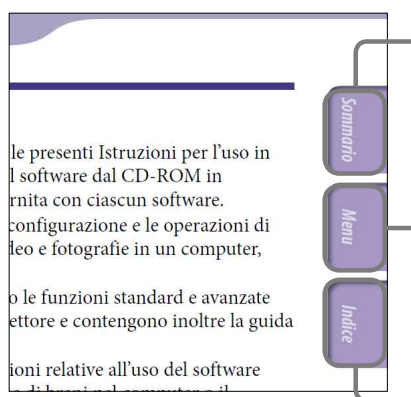 le presenti Istruzioni per l'uso in
l software dal CD-ROM in
rnita con ciascun software.
configurazione e le operazioni di
deo e fotografie in un computer,
o le funzioni standard e avanzate
ettore e contengono inoltre la guida
ioni relative all'uso del software
Sommario
Menu
Indice